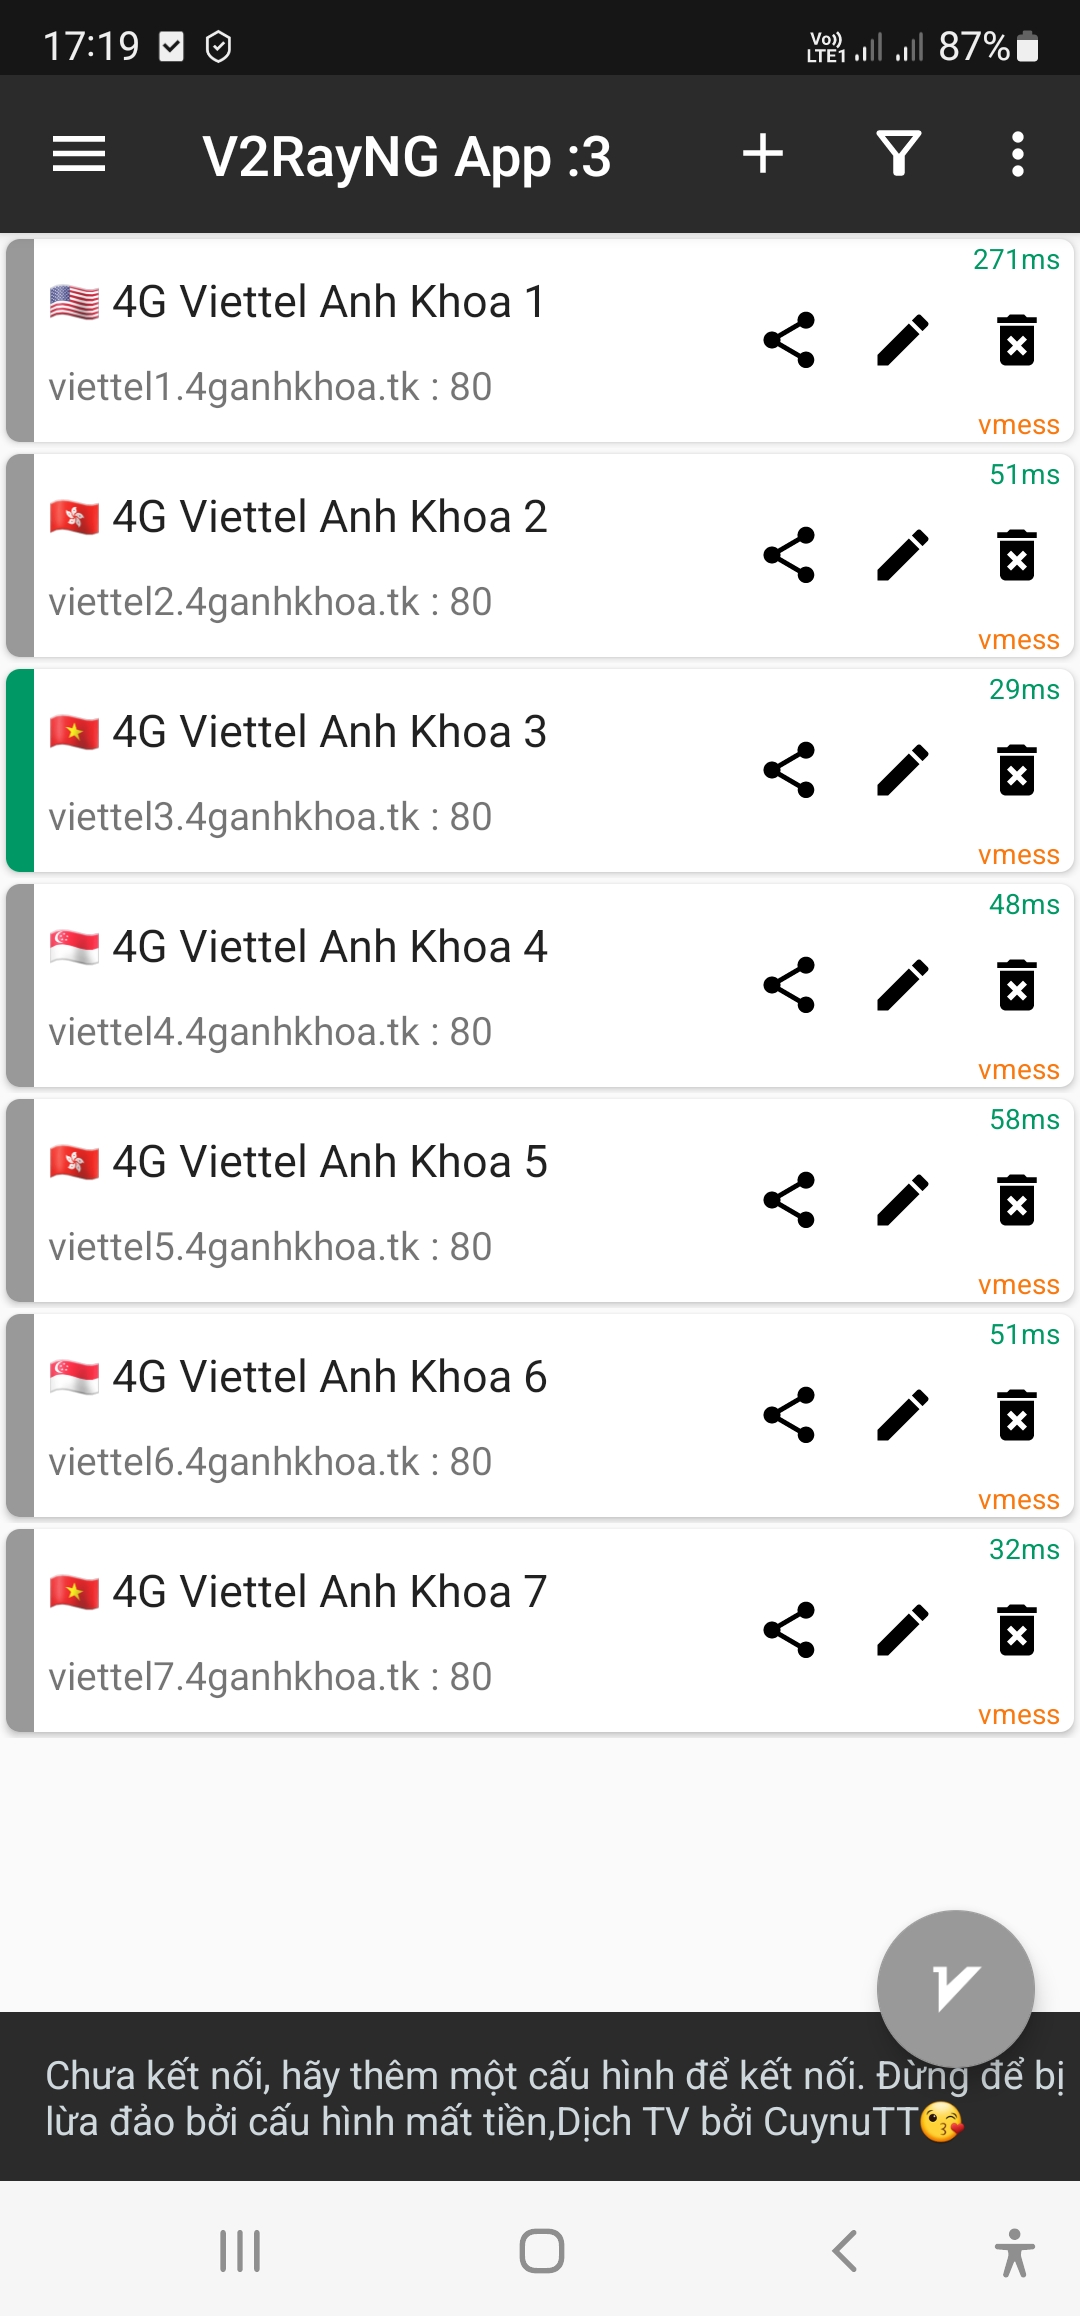 17:19 Vo)) LTE1 87%
V2RayNG App :3
271ms
4G Viettel Anh Khoa 1
viettel1.4ganhkhoa.tk : 80
vmess
51ms
4G Viettel Anh Khoa 2
viettel2.4ganhkhoa.tk : 80
vmess
29ms
4G Viettel Anh Khoa 3
viettel3.4ganhkhoa.tk : 80
vmess
48ms
4G Viettel Anh Khoa 4
viettel4.4ganhkhoa.tk : 80
vmess
58ms
4G Viettel Anh Khoa 5
viettel5.4ganhkhoa.tk : 80
vmess
51ms
4G Viettel Anh Khoa 6
viettel6.4ganhkhoa.tk : 80
vmess
32ms
4G Viettel Anh Khoa 7
viettel7.4ganhkhoa.tk : 80
vmess
Chưa kết nối, hãy thêm một cấu hình để kết nối. Đừng để bị
lừa đảo bởi cấu hình mất tiền,Dịch TV bởi CuynuTT😘